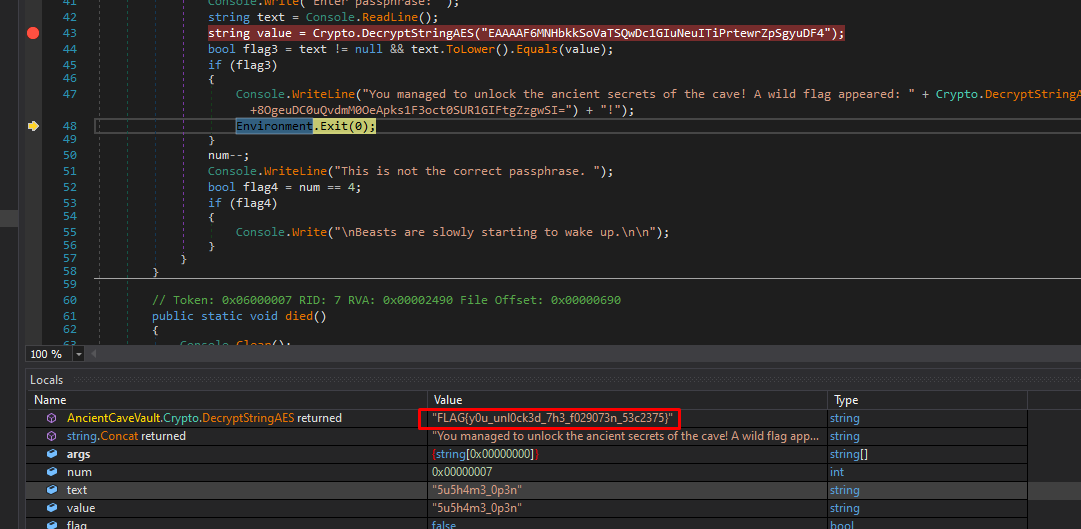 41 Console.Write("Enter passphrase: ");
42 string text = Console.ReadLine();
43 string value = Crypto.DecryptStringAES("EAAAAF6MNHbkkSoVaTSQwDc1GIuNeuITiPrtewrZpSgyuDF4");
44 bool flag3 = text != null && text.ToLower().Equals(value);
45 if (flag3)
46 {
47 Console.WriteLine("You managed to unlock the ancient secrets of the cave! A wild flag appeared: " + Crypto.DecryptStringA
+8OgeuDC0uQvdmM0OeApks1F3oct0SUR1GIFtgZzgwSI=") + "!");
48 Environment.Exit(0);
49 }
50 num--;
51 Console.WriteLine("This is not the correct passphrase. ");
52 bool flag4 = num == 4;
53 if (flag4)
54 {
55 Console.Write("\nBeasts are slowly starting to wake up.\n\n");
56 }
57 }
58 }
59
60 // Token: 0x06000007 RID: 7 RVA: 0x00002490 File Offset: 0x00000690
61 public static void died()
62 {
63 Console.Clear();
100 %
Locals
Name Value Type
AncientCaveVault.Crypto.DecryptStringAES returned "FLAG{y0u_unl0ck3d_7h3_f029073n_53c2375}" string
string.Concat returned "You managed to unlock the ancient secrets of the cave! A wild flag app... string
args {string[0x00000000]} string[]
num 0x00000007 int
text "5u5h4m3_0p3n" string
value "5u5h4m3_0p3n" string
flag false bool